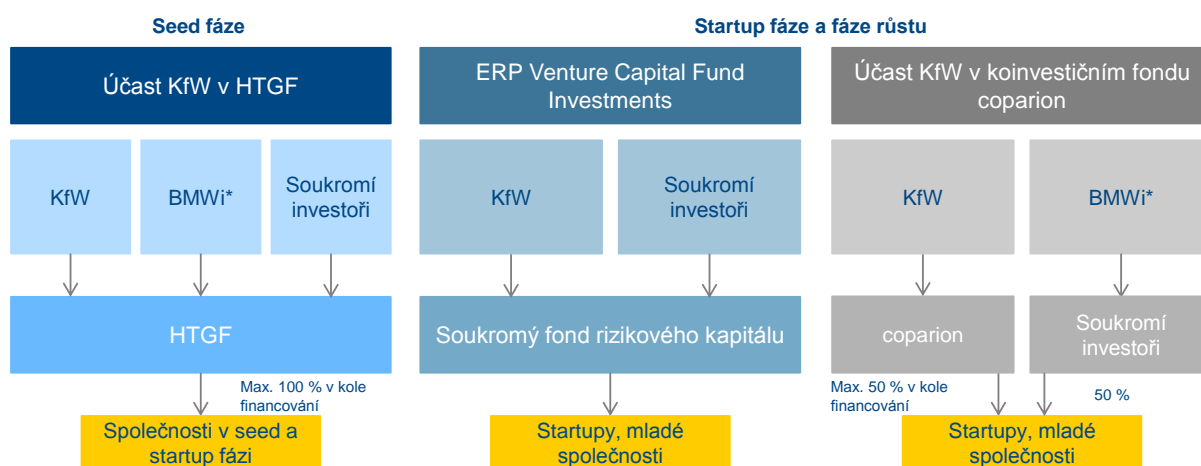 Seed fáze
Startup fáze a fáze růstu
Účast KfW v HTGF
ERP Venture Capital Fund
Investments
Účast KfW v koinvestičním fondu
coparion
KfW
BMWi*
Soukromí
investoři
KfW
Soukromí
investoři
KfW
BMWi*
HTGF
Soukromý fond rizikového kapitálu
coparion
Soukromí
investoři
Max. 100 % v kole
financování
Max. 50 % v kole
financování
50 %
Společnosti v seed a
startup fázi
Startupy, mladé
společnosti
Startupy, mladé
společnosti